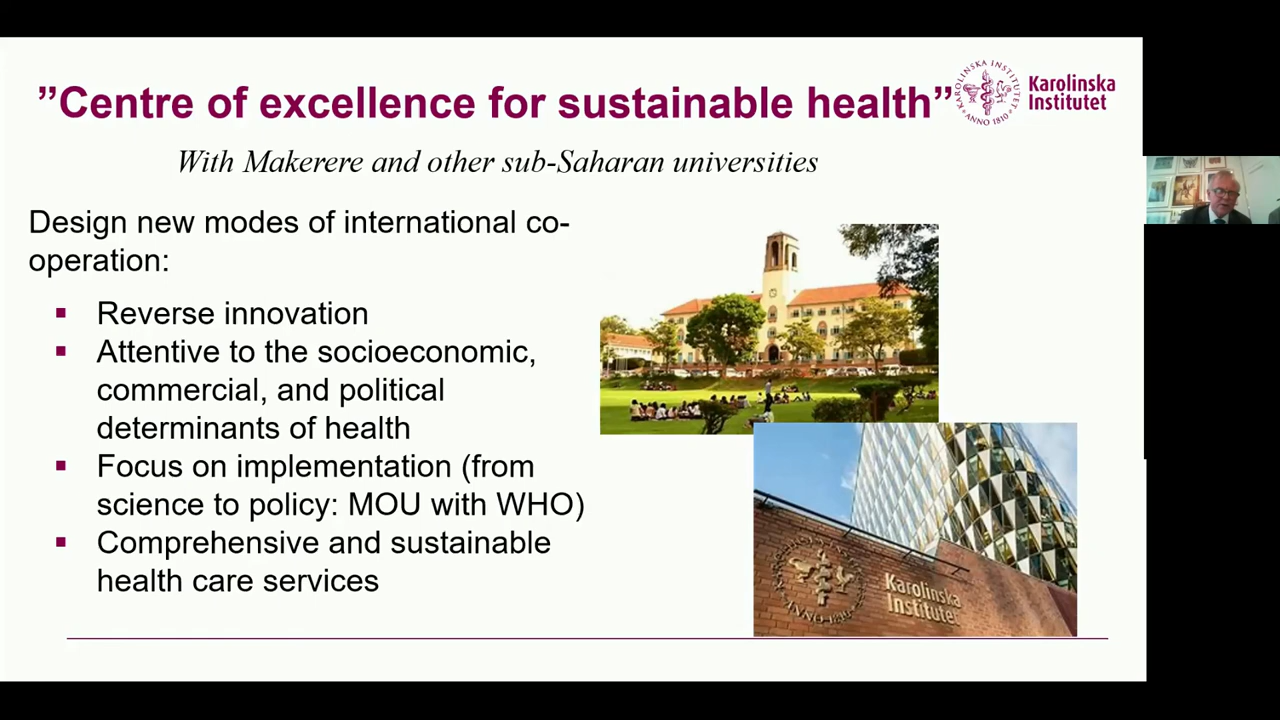 ”Centre of excellence for sustainable health”
KAROLINSKA INSTITUTET
ANNO 1810
Karolinska
Institutet
With Makerere and other sub-Saharan universities
Design new modes of international co-
operation:
▪ Reverse innovation
▪ Attentive to the socioeconomic,
commercial, and political
determinants of health
▪ Focus on implementation (from
science to policy: MOU with WHO)
▪ Comprehensive and sustainable
health care services
Karolinska
Institutet